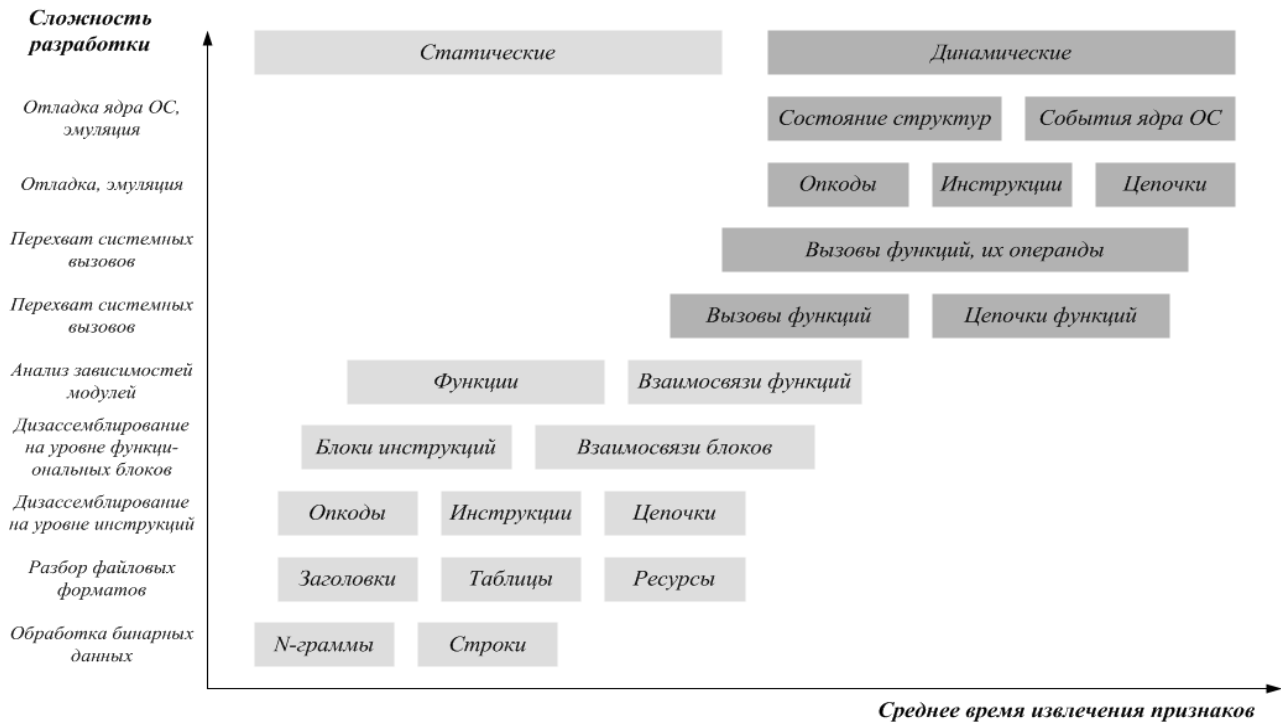 Сложность
разработки
Статические
Динамические
Отладка ядра ОС,
эмуляция
Состояние структур
События ядра ОС
Отладка, эмуляция
Опкоды
Инструкции
Цепочки
Перехват системных
вызовов
Вызовы функций, их операнды
Перехват системных
вызовов
Вызовы функций
Цепочки функций
Анализ зависимостей
модулей
Функции
Взаимосвязи функций
Дизассемблирование
на уровне функци-
ональных блоков
Блоки инструкций
Взаимосвязи блоков
Дизассемблирование
на уровне инструкций
Опкоды
Инструкции
Цепочки
Разбор файловых
форматов
Заголовки
Таблицы
Ресурсы
Обработка бинарных
данных
N-граммы
Строки
Среднее время извлечения признаков